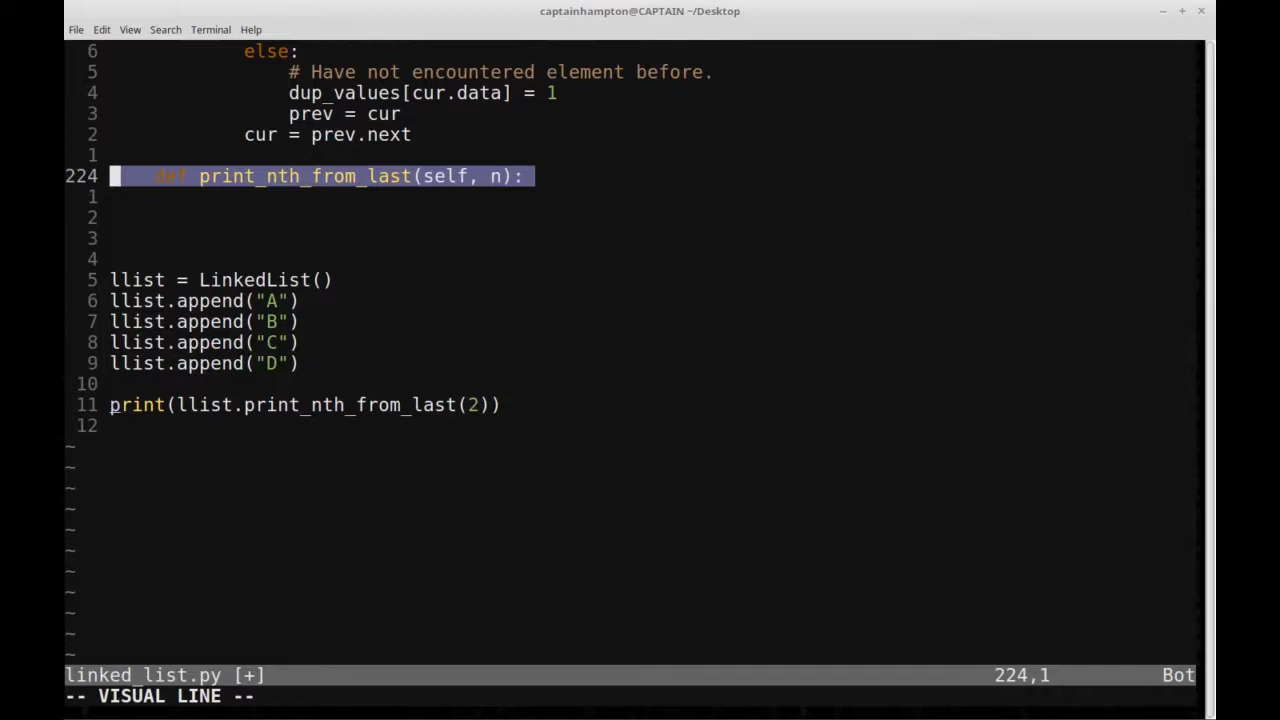 captainhampton@CAPTAIN ~/Desktop
File Edit View Search Terminal Help
6             else:
5                 # Have not encountered element before.
4                 dup_values[cur.data] = 1
3                 prev = cur
2             cur = prev.next
1
224     def print_nth_from_last(self, n):
1
2
3
4
5 llist = LinkedList()
6 llist.append("A")
7 llist.append("B")
8 llist.append("C")
9 llist.append("D")
10
11 print(llist.print_nth_from_last(2))
12
~
~
~
~
~
~
~
~
~
~
~
linked_list.py [+] 224,1 Bot
-- VISUAL LINE --